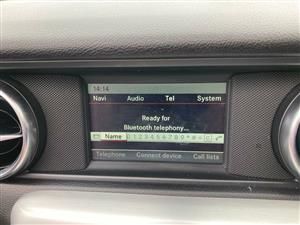 14:14
Navi Audio Tel System
Ready for
Bluetooth telephony...
Name 0 1 2 3 4 5 6 7 8 9 * # + C
Telephone Connect device Call lists